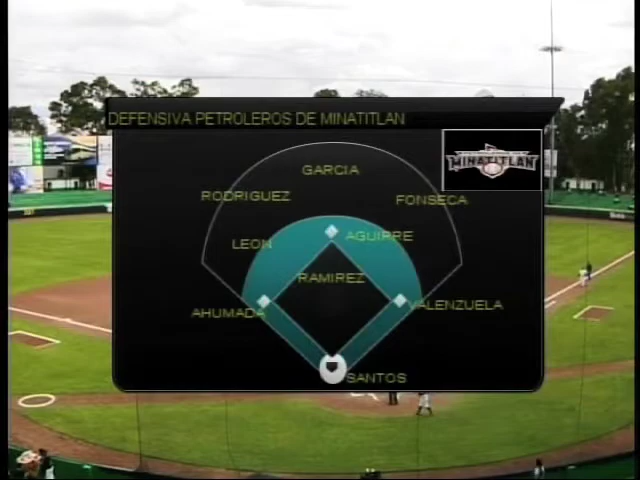 DEFENSIVA PETROLEROS DE MINATITLAN
MINATITLAN
GARCIA
RODRIGUEZ
FONSECA
LEON
AGUIRRE
RAMIREZ
AHUMADA
VALENZUELA
SANTOS